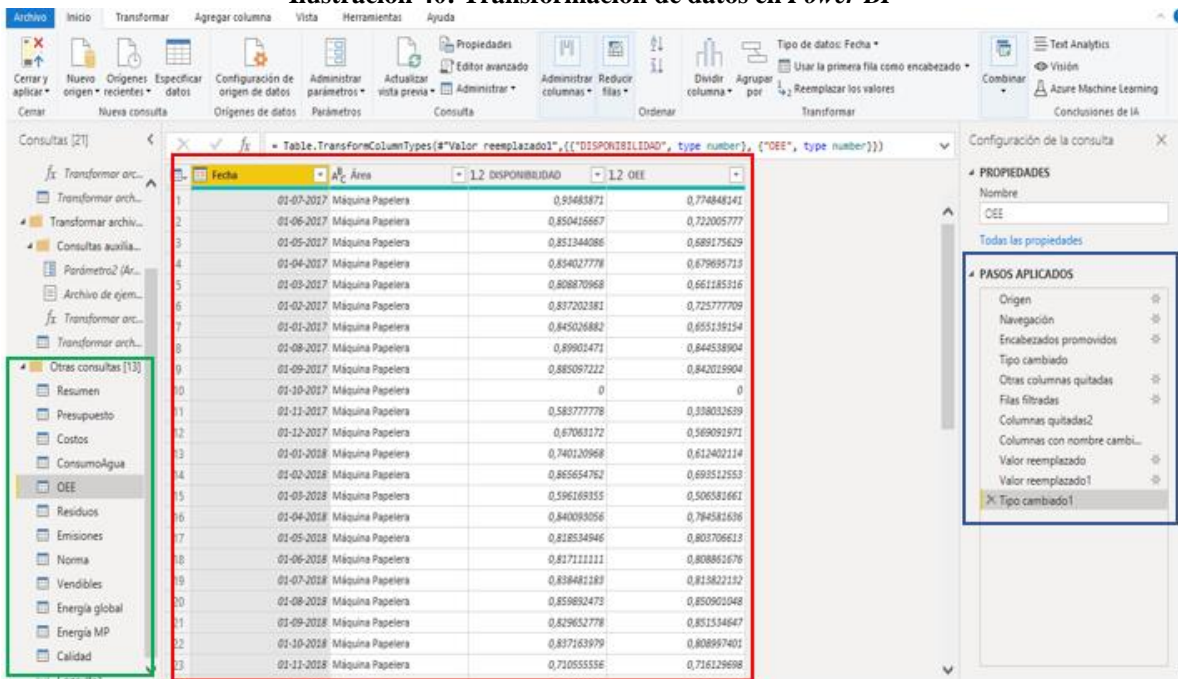 Ilustración 40: Transformación de datos en Power BI
Archivo Inicio Transformar Agregar columna Vista Herramientas Ayuda
Cerrar y aplicar
Nuevo origen
Orígenes recientes
Especificar datos
Configuración de origen de datos
Administrar parámetros
Actualizar vista previa
Propiedades
Editor avanzado
Administrar
Administrar columnas
Reducir filas
Dividir columna
Agrupar por
Tipo de datos: Fecha
Usar la primera fila como encabezado
Reemplazar los valores
Combinar
Text Analytics
Visión
Azure Machine Learning
Cerrar
Nueva consulta
Orígenes de datos
Parámetros
Consulta
Ordenar
Transformar
Conclusiones de IA
Consultas [21]
fx Transformar arc...
Transformar arch...
Transformar archiv...
Consultas auxilia...
Parámetro2 (Ar...
Archivo de ejem...
fx Transformar arc...
Transformar arch...
Otras consultas [13]
Resumen
Presupuesto
Costos
ConsumoAgua
OEE
Residuos
Emisiones
Norma
Vendibles
Energía global
Energía MP
Calidad
fx = Table.TransformColumnTypes(#"Valor reemplazado1",{{"DISPONIBILIDAD", type number}, {"OEE", type number}})
Fecha ABC Área 1.2 DISPONIBILIDAD 1.2 OEE
1 01-07-2017 Máquina Papelera 0,93483871 0,774848141
2 01-06-2017 Máquina Papelera 0,850416667 0,722005777
3 01-05-2017 Máquina Papelera 0,851344086 0,689175629
4 01-04-2017 Máquina Papelera 0,834027778 0,679695713
5 01-03-2017 Máquina Papelera 0,808870968 0,661185316
6 01-02-2017 Máquina Papelera 0,837202381 0,725777709
7 01-01-2017 Máquina Papelera 0,845026882 0,655139154
8 01-08-2017 Máquina Papelera 0,89901471 0,844538904
9 01-09-2017 Máquina Papelera 0,885097222 0,842019904
10 01-10-2017 Máquina Papelera 0 0
11 01-11-2017 Máquina Papelera 0,583777778 0,338032639
12 01-12-2017 Máquina Papelera 0,67063172 0,569091971
13 01-01-2018 Máquina Papelera 0,740120968 0,612402114
14 01-02-2018 Máquina Papelera 0,865654762 0,693512553
15 01-03-2018 Máquina Papelera 0,596169355 0,506581661
16 01-04-2018 Máquina Papelera 0,840093056 0,784581636
17 01-05-2018 Máquina Papelera 0,818534946 0,803706613
18 01-06-2018 Máquina Papelera 0,817111111 0,808861676
19 01-07-2018 Máquina Papelera 0,838481183 0,813822132
20 01-08-2018 Máquina Papelera 0,859892473 0,850901048
21 01-09-2018 Máquina Papelera 0,829652778 0,851534647
22 01-10-2018 Máquina Papelera 0,837163979 0,808997401
23 01-11-2018 Máquina Papelera 0,710555556 0,716129698
Configuración de la consulta
PROPIEDADES
Nombre
OEE
Todas las propiedades
PASOS APLICADOS
Origen
Navegación
Encabezados promovidos
Tipo cambiado
Otras columnas quitadas
Filas filtradas
Columnas quitadas2
Columnas con nombre cambi...
Valor reemplazado
Valor reemplazado1
Tipo cambiado1